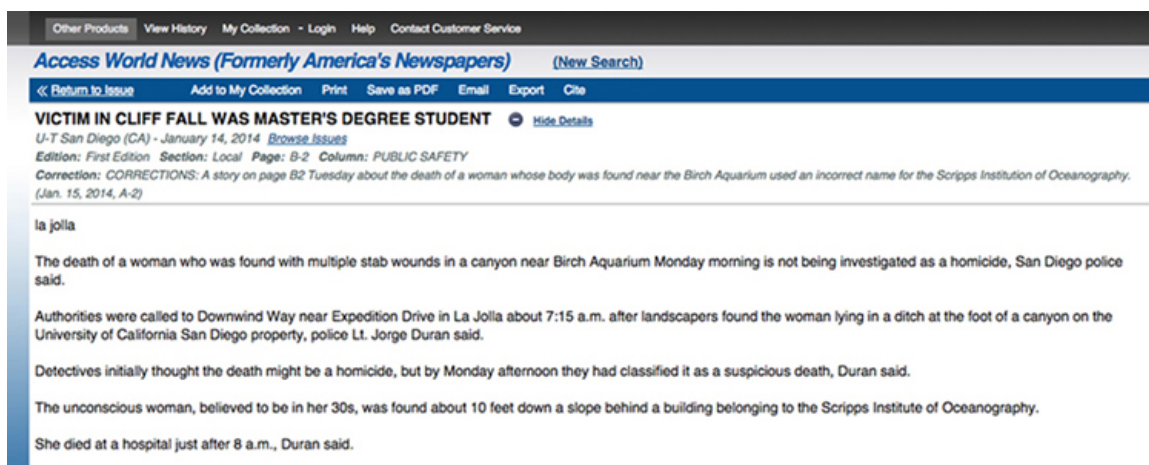 Other Products View History My Collection - Login Help Contact Customer Service
Access World News (Formerly America's Newspapers) (New Search)
« Return to Issue Add to My Collection Print Save as PDF Email Export Cite
VICTIM IN CLIFF FALL WAS MASTER'S DEGREE STUDENT Hide Details
U-T San Diego (CA) - January 14, 2014 Browse Issues
Edition: First Edition Section: Local Page: B-2 Column: PUBLIC SAFETY
Correction: CORRECTIONS: A story on page B2 Tuesday about the death of a woman whose body was found near the Birch Aquarium used an incorrect name for the Scripps Institution of Oceanography.
(Jan. 15, 2014, A-2)
la jolla
The death of a woman who was found with multiple stab wounds in a canyon near Birch Aquarium Monday morning is not being investigated as a homicide, San Diego police
said.
Authorities were called to Downwind Way near Expedition Drive in La Jolla about 7:15 a.m. after landscapers found the woman lying in a ditch at the foot of a canyon on the
University of California San Diego property, police Lt. Jorge Duran said.
Detectives initially thought the death might be a homicide, but by Monday afternoon they had classified it as a suspicious death, Duran said.
The unconscious woman, believed to be in her 30s, was found about 10 feet down a slope behind a building belonging to the Scripps Institute of Oceanography.
She died at a hospital just after 8 a.m., Duran said.